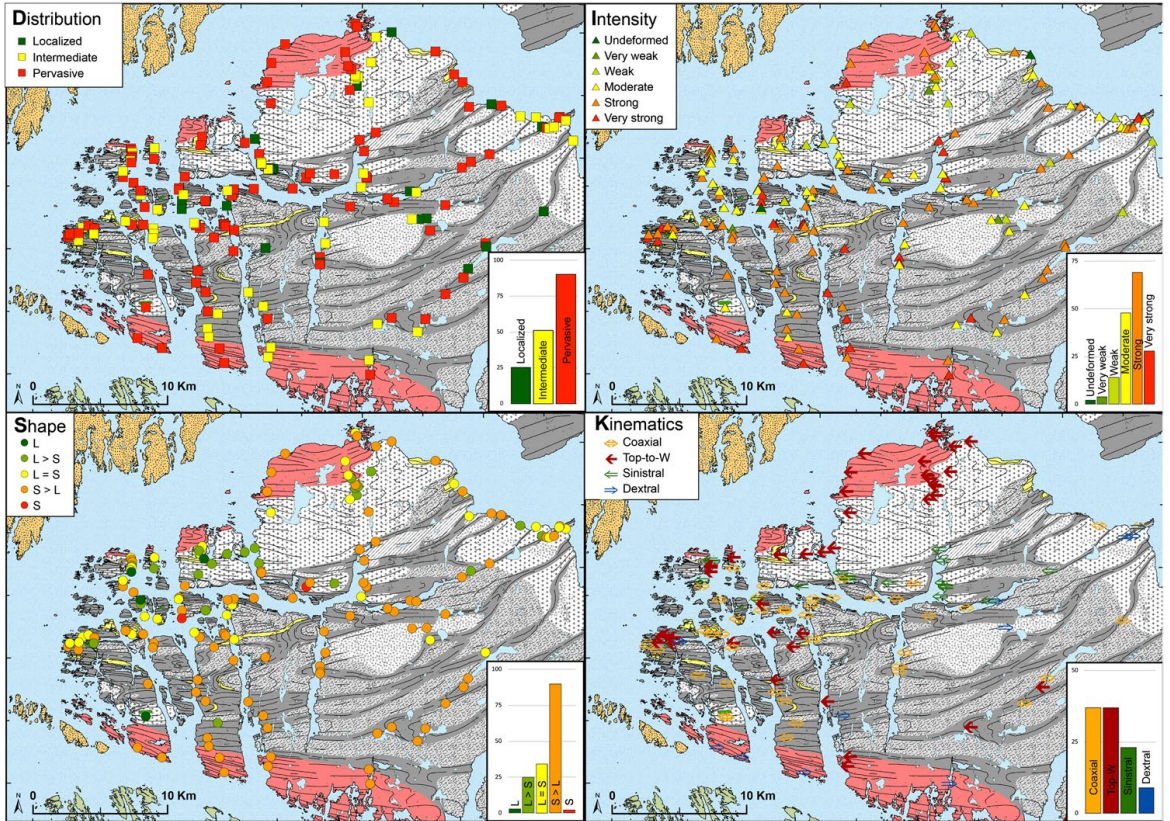 Distribution
Localized
Intermediate
Pervasive
100
75
50
25
0
Localized
Intermediate
Pervasive
N
0
10 Km
Intensity
Undeformed
Very weak
Weak
Moderate
Strong
Very strong
75
50
25
0
Undeformed
Very weak
Weak
Moderate
Strong
Very strong
N
0
10 Km
Shape
L
L > S
L = S
S > L
S
100
75
50
25
0
L
L > S
L = S
S > L
S
N
0
10 Km
Kinematics
Coaxial
Top-to-W
Sinistral
Dextral
50
25
0
Coaxial
Top-W
Sinistral
Dextral
N
0
10 Km